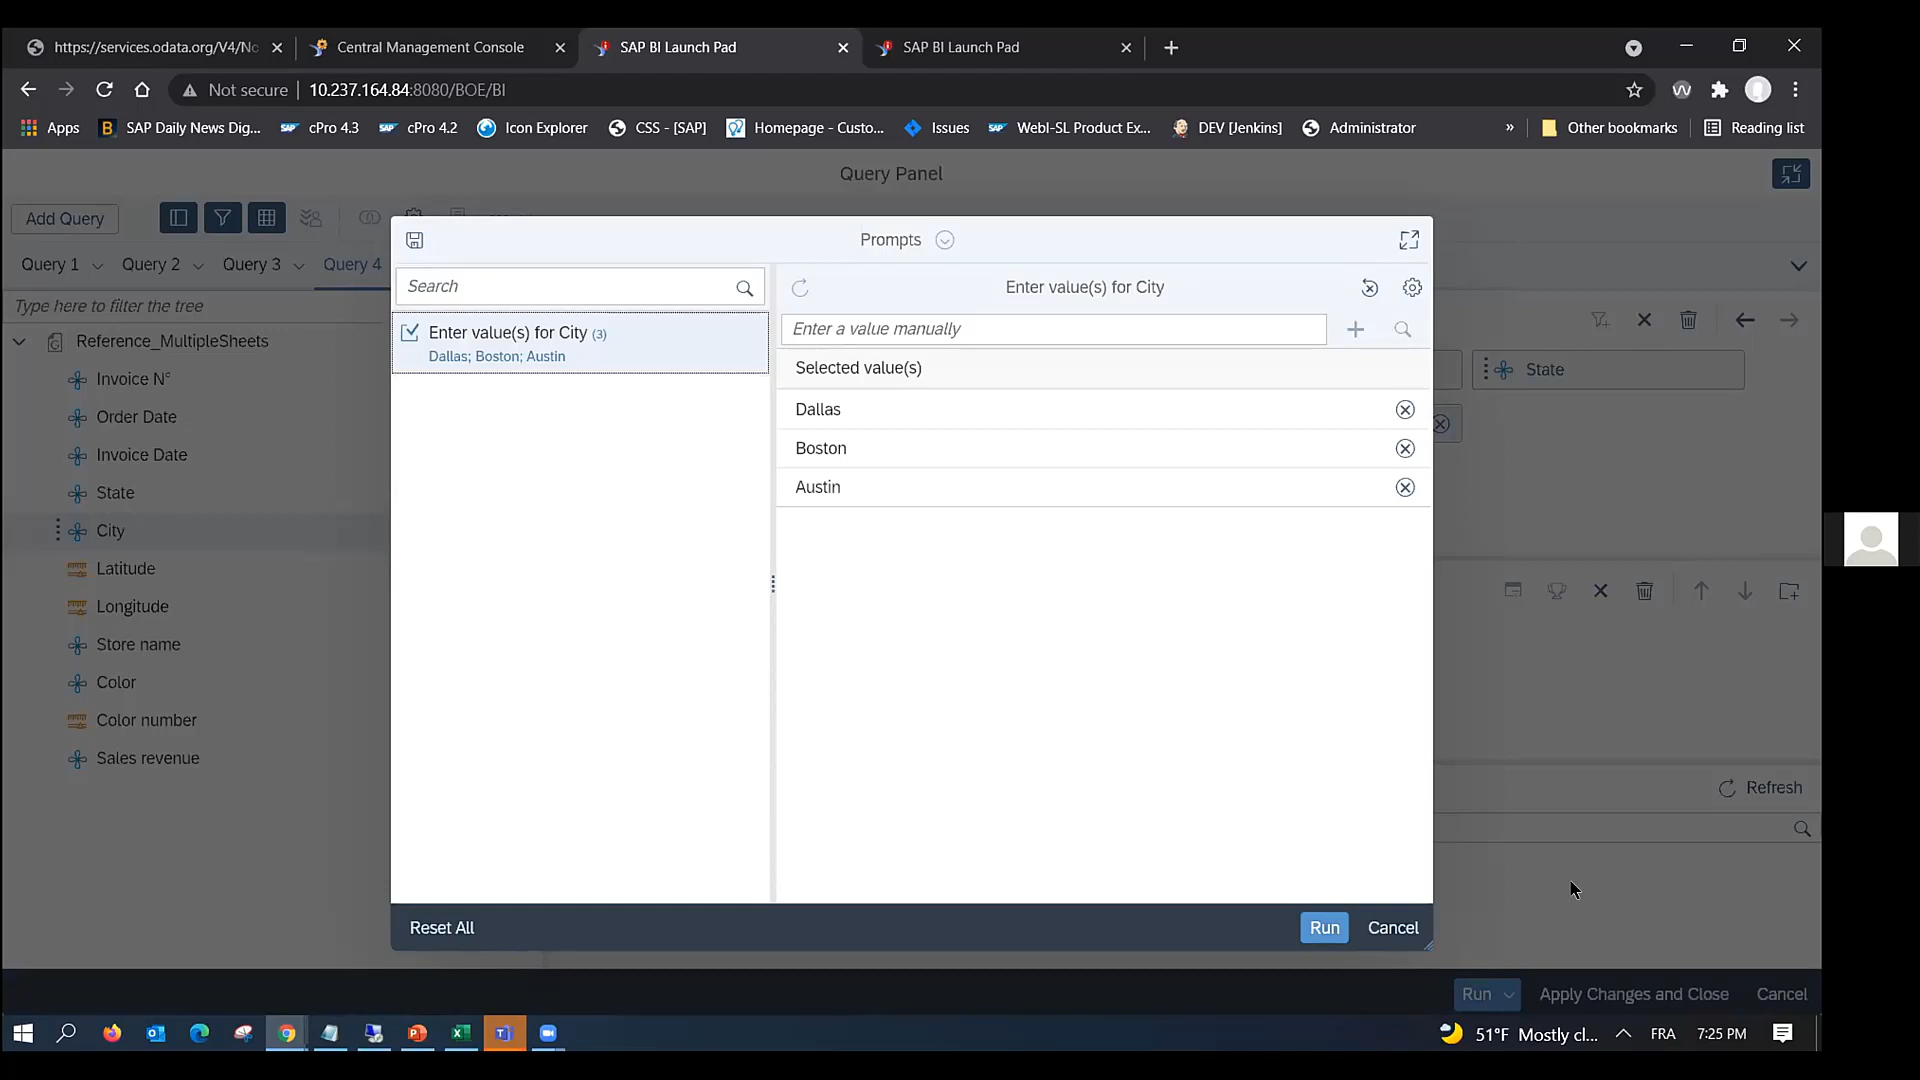 https://services.odata.org/V4/Nc
Central Management Console
SAP BI Launch Pad
SAP BI Launch Pad
Not secure
10.237.164.84:8080/BOE/BI
Apps
SAP Daily News Dig...
cPro 4.3
cPro 4.2
Icon Explorer
CSS - [SAP]
Homepage - Custo...
Issues
WebI-SL Product Ex...
DEV [Jenkins]
Administrator
»
Other bookmarks
Reading list
Query Panel
Add Query
Query 1
Query 2
Query 3
Query 4
Type here to filter the tree
Reference_MultipleSheets
Invoice N°
Order Date
Invoice Date
State
City
Latitude
Longitude
Store name
Color
Color number
Sales revenue
Prompts
Search
Enter value(s) for City (3)
Dallas; Boston; Austin
Enter value(s) for City
Enter a value manually
Selected value(s)
Dallas
Boston
Austin
Reset All
Run
Cancel
State
Refresh
Run
Apply Changes and Close
Cancel
51°F Mostly cl...
FRA
7:25 PM